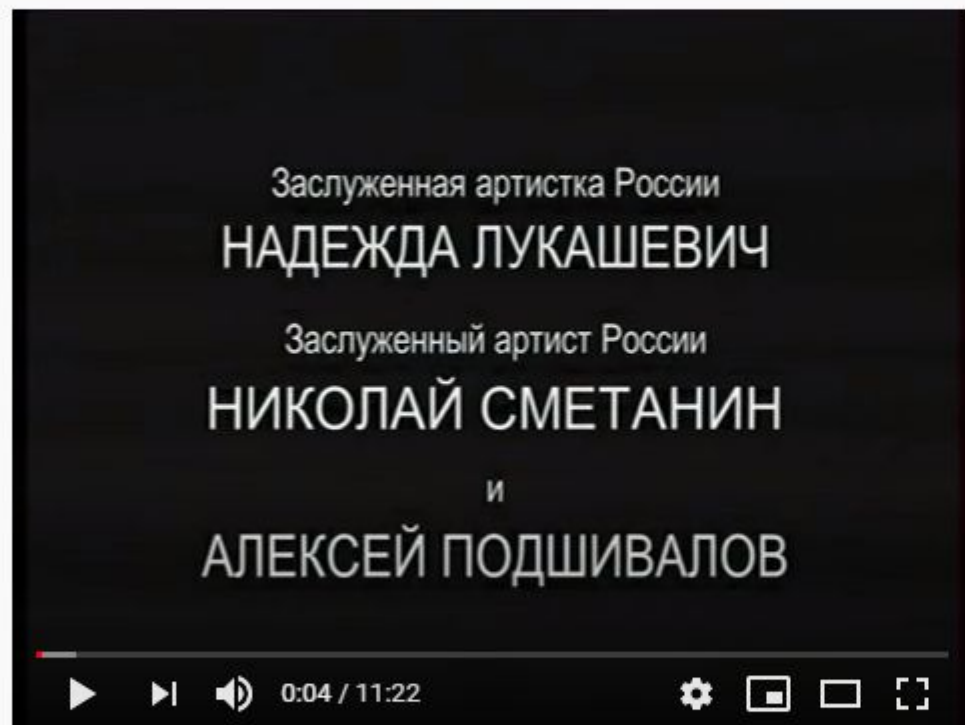 Заслуженная артистка России
НАДЕЖДА ЛУКАШЕВИЧ
Заслуженный артист России
НИКОЛАЙ СМЕТАНИН
и
АЛЕКСЕЙ ПОДШИВАЛОВ
0:04 / 11:22